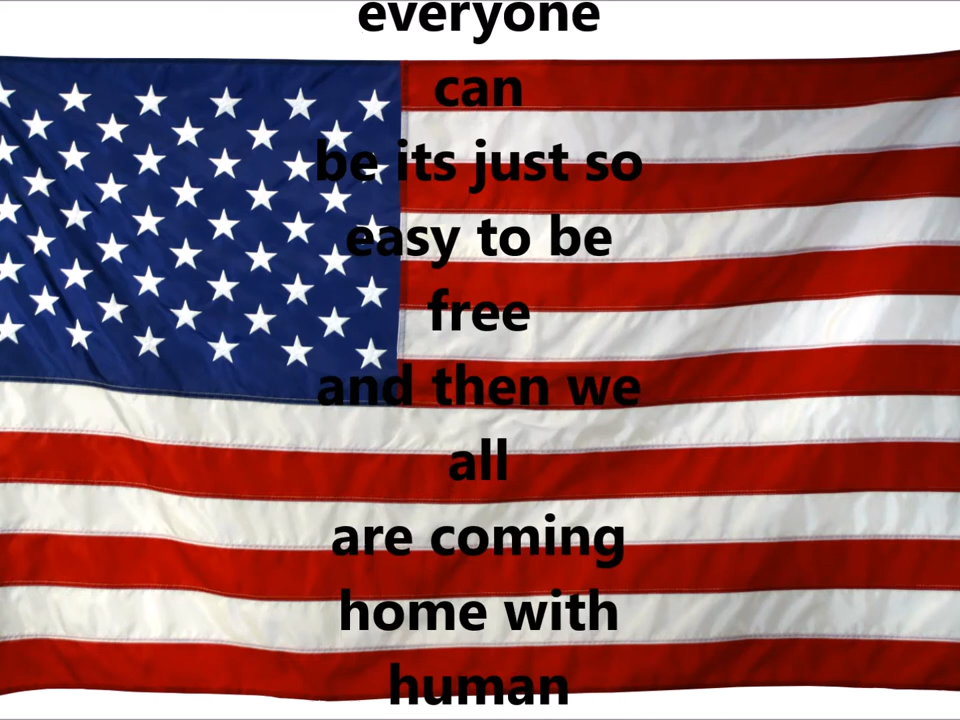 everyone
can
be its just so
easy to be
free
and then we
all
are coming
home with
human